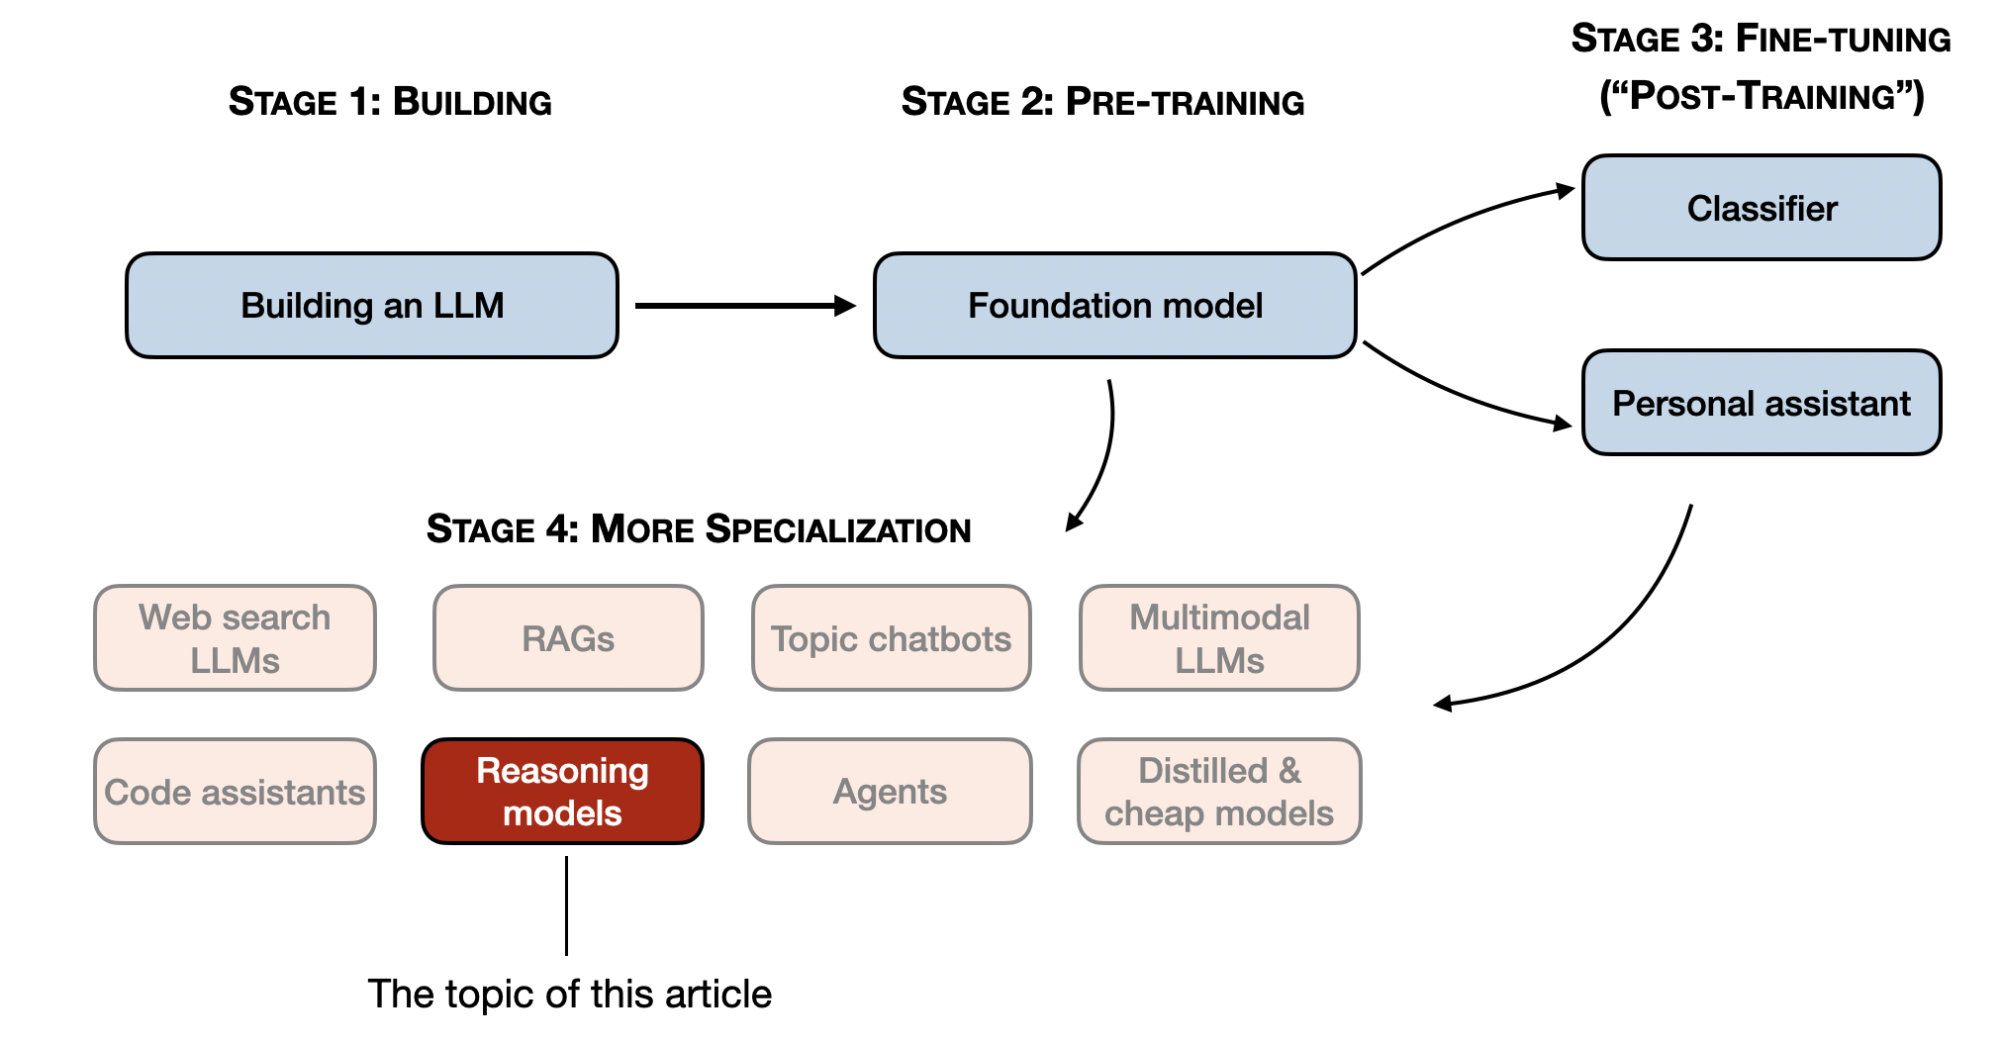 STAGE 1: BUILDING
STAGE 2: PRE-TRAINING
STAGE 3: FINE-TUNING
(“POST-TRAINING”)
Building an LLM
Foundation model
Classifier
Personal assistant
STAGE 4: MORE SPECIALIZATION
Web search
LLMs
RAGs
Topic chatbots
Multimodal
LLMs
Code assistants
Reasoning
models
Agents
Distilled &
cheap models
The topic of this article